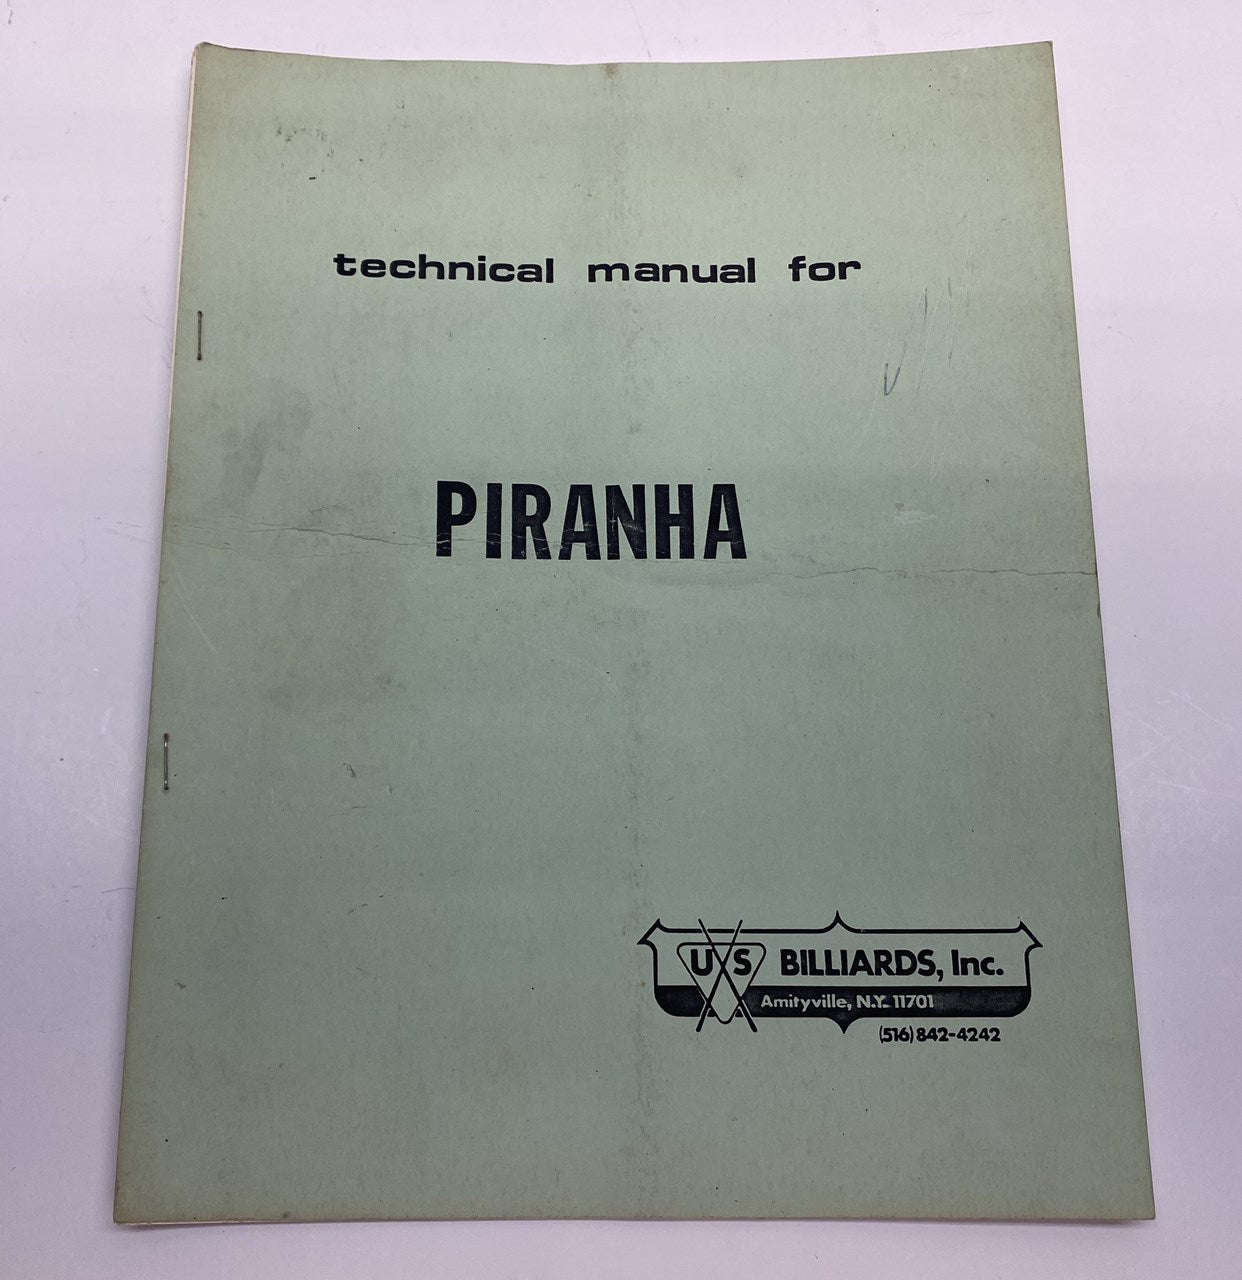 technical manual for
PIRANHA
US BILLIARDS, Inc.
Amityville, N.Y. 11701
(516) 842-4242